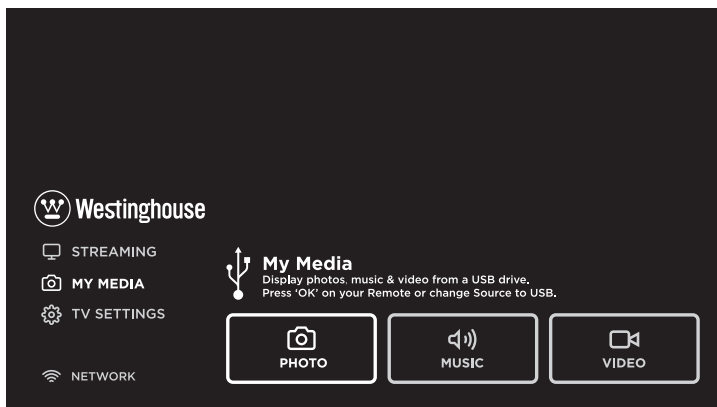 Westinghouse
STREAMING
MY MEDIA
TV SETTINGS
NETWORK
My Media
Display photos, music & video from a USB drive.
Press ‘OK’ on your Remote or change Source to USB.
PHOTO
MUSIC
VIDEO